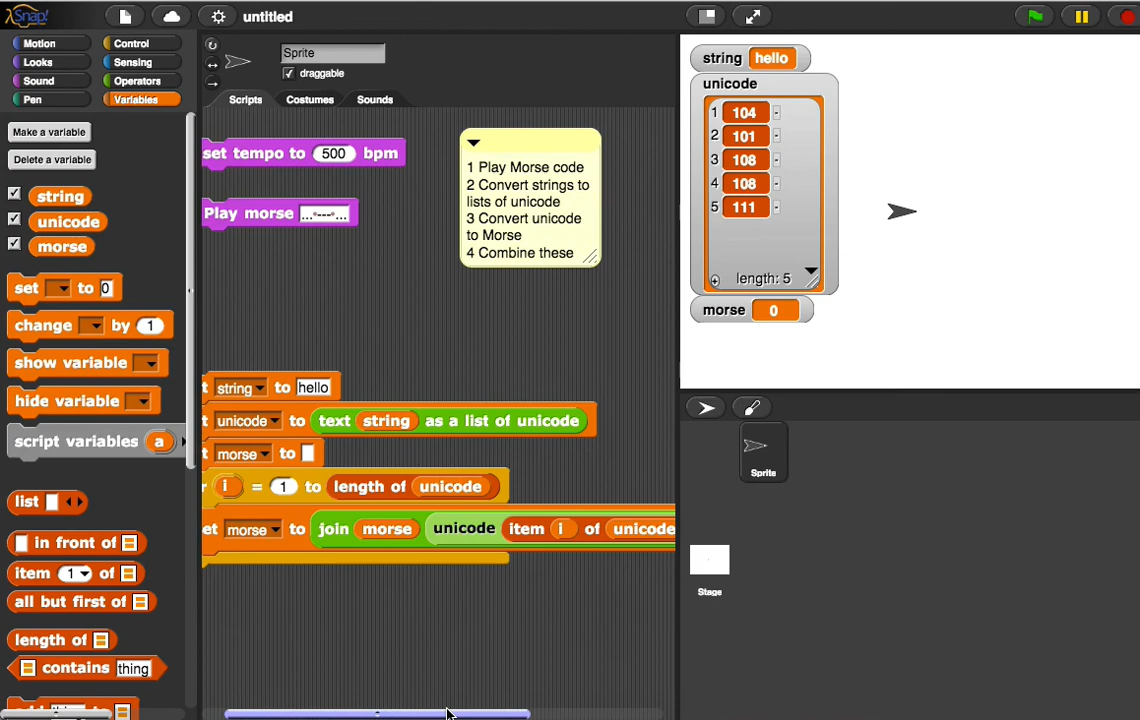 Snap!
untitled
Motion
Control
Looks
Sensing
Sound
Operators
Pen
Variables
Make a variable
Delete a variable
string
unicode
morse
set to 0
change by 1
show variable
hide variable
script variables a
list
in front of
item 1 of
all but first of
length of
contains thing
Sprite
draggable
Scripts
Costumes
Sounds
set tempo to 500 bpm
Play morse ...◦---◦...
1 Play Morse code
2 Convert strings to
lists of unicode
3 Convert unicode
to Morse
4 Combine these
t string to hello
t unicode to text string as a list of unicode
t morse to
r i = 1 to length of unicode
et morse to join morse unicode item i of unicode
string hello
unicode
1 104
2 101
3 108
4 108
5 111
+ length: 5
morse 0
Sprite
Stage